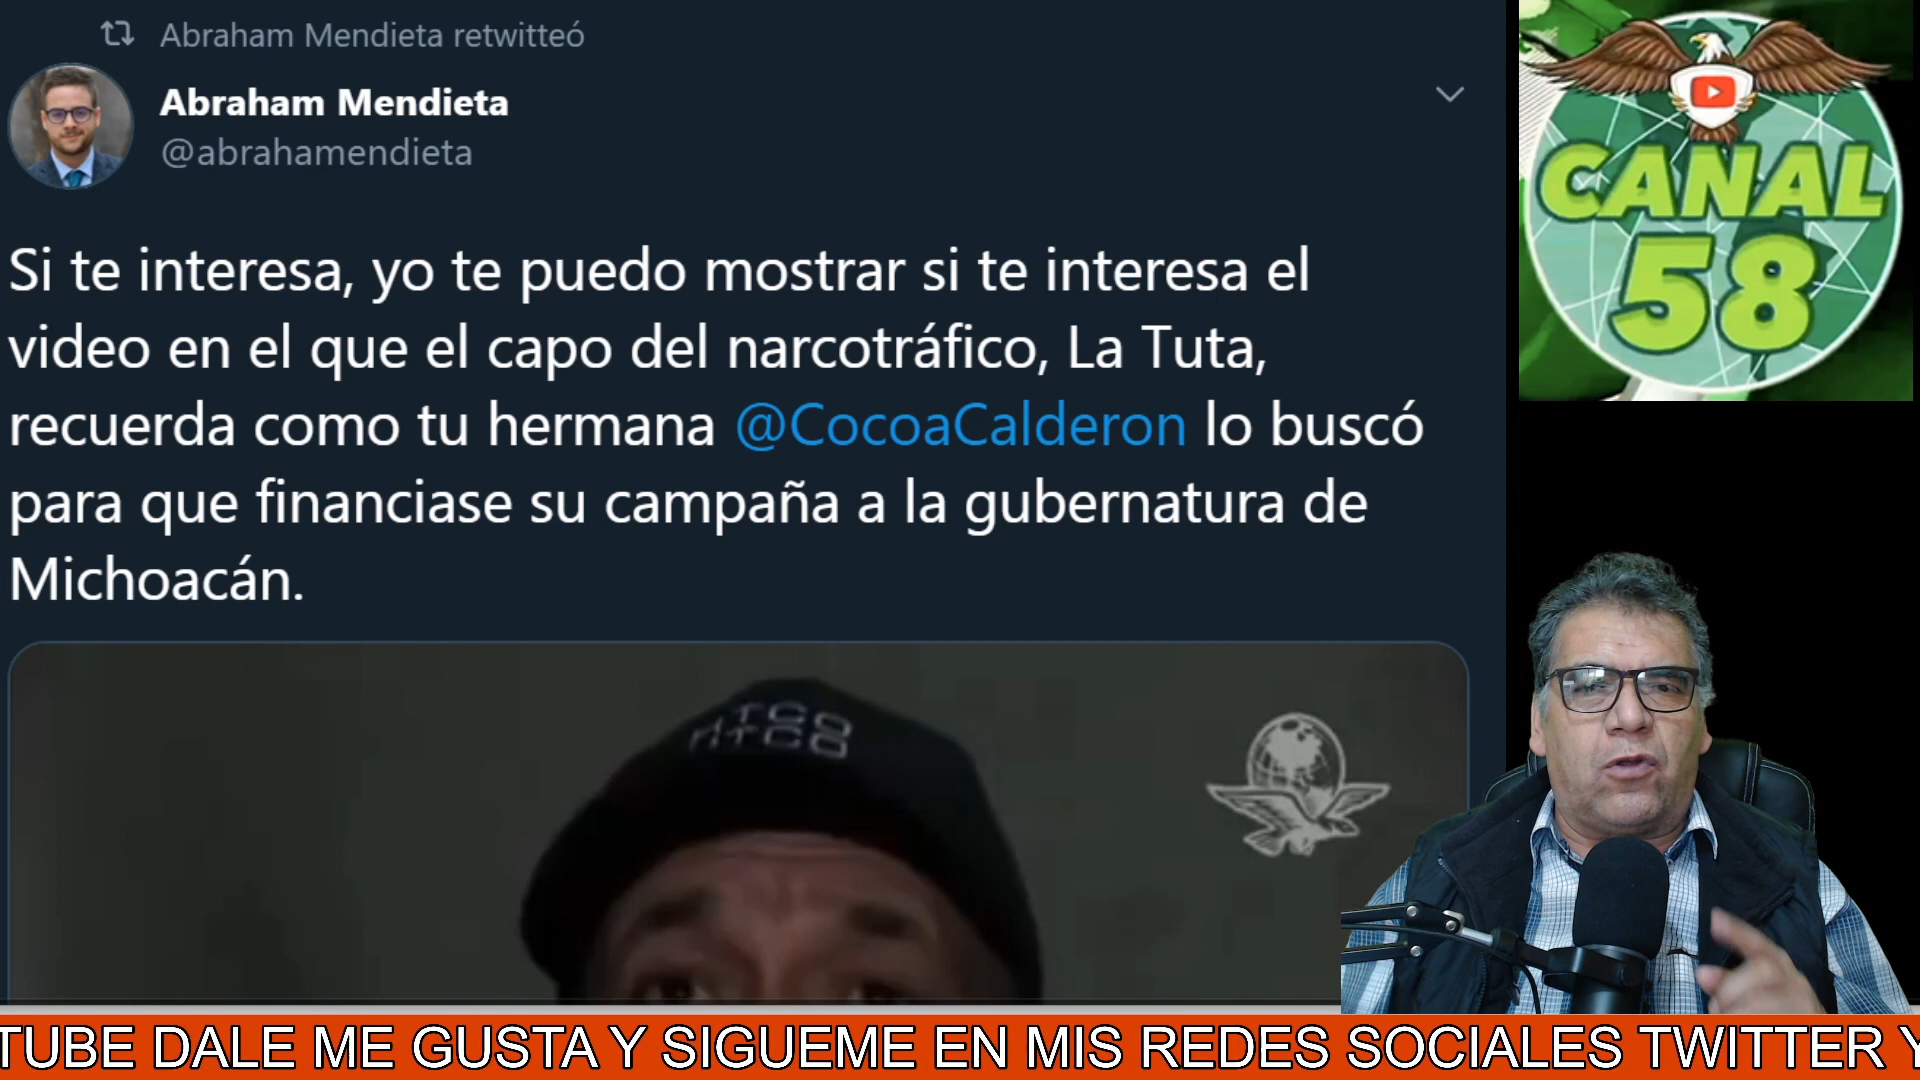 Abraham Mendieta retwitteó
Abraham Mendieta
@abrahamendieta
Si te interesa, yo te puedo mostrar si te interesa el
video en el que el capo del narcotráfico, La Tuta,
recuerda como tu hermana @CocoaCalderon lo buscó
para que financiase su campaña a la gubernatura de
Michoacán.
CANAL
58
TUBE DALE ME GUSTA Y SIGUEME EN MIS REDES SOCIALES TWITTER Y